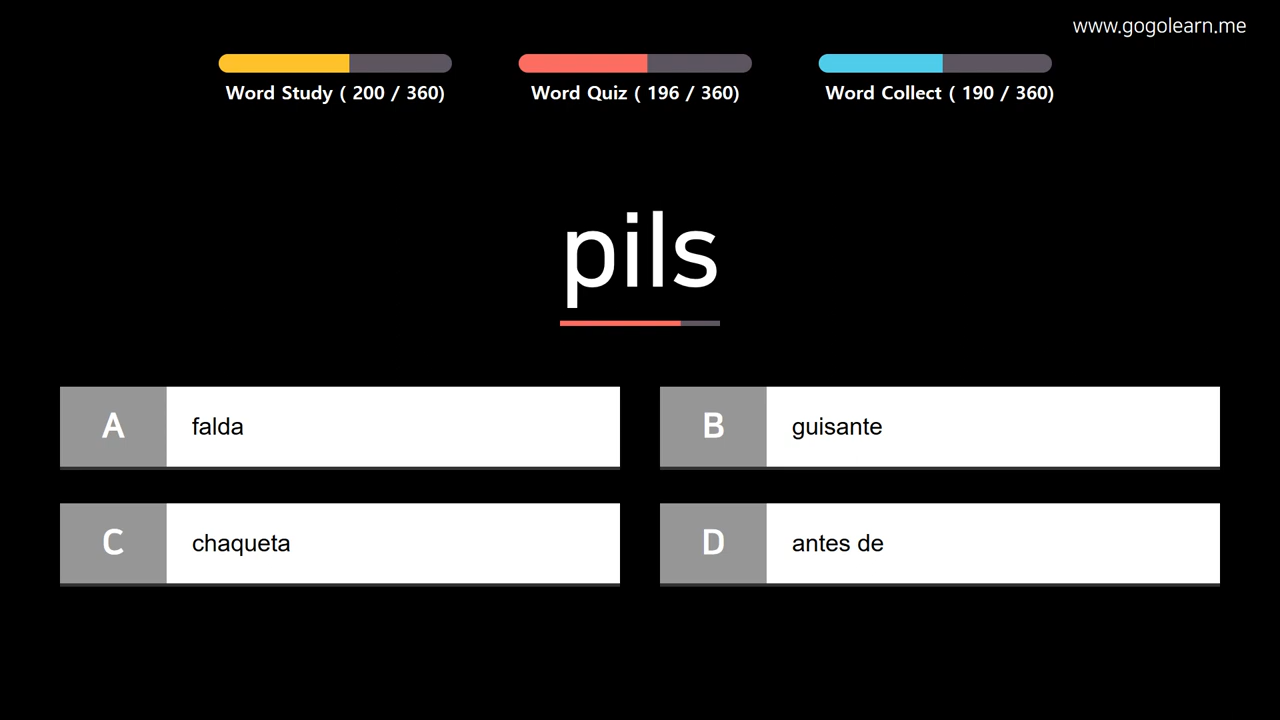 www.gogolearn.me
Word Study ( 200 / 360)
Word Quiz ( 196 / 360)
Word Collect ( 190 / 360)
pils
A falda
B guisante
C chaqueta
D antes de